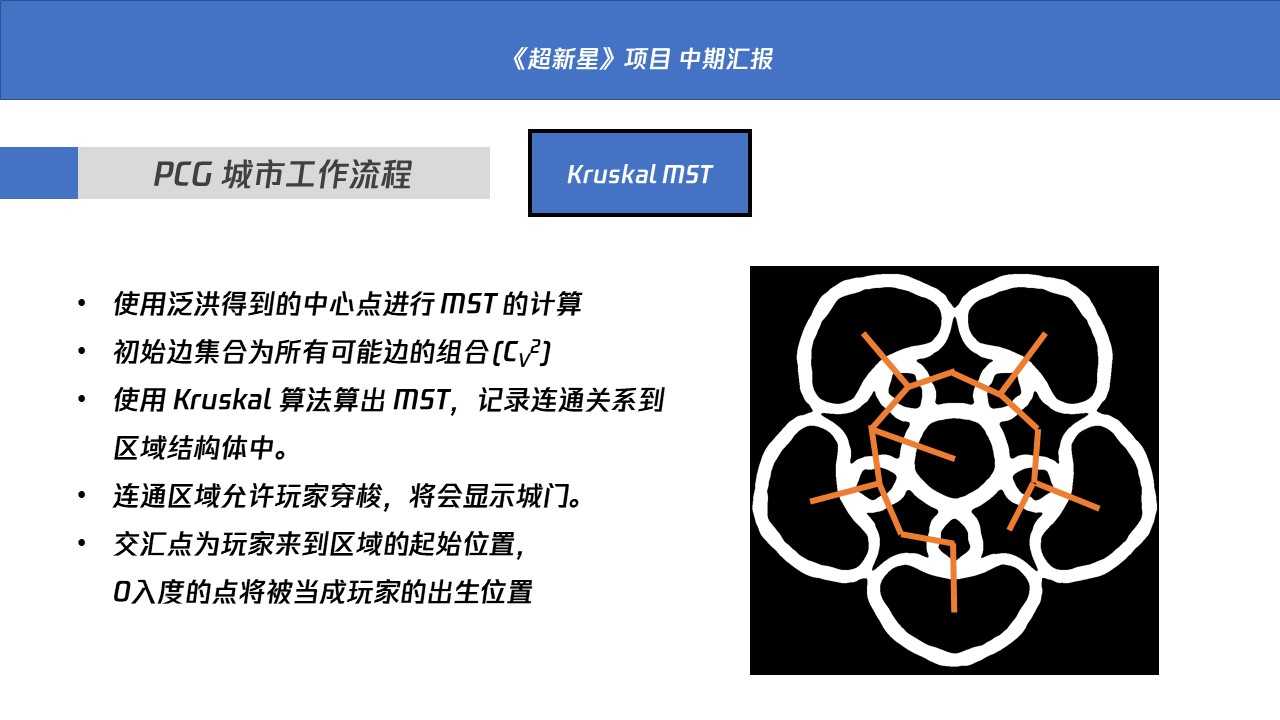 《超新星》项目 中期汇报
PCG 城市工作流程
Kruskal MST
• 使用泛洪得到的中心点进行 MST 的计算
• 初始边集合为所有可能边的组合(C_V^2)
• 使用 Kruskal 算法算出 MST，记录连通关系到
区域结构体中。
• 连通区域允许玩家穿梭，将会显示城门。
• 交汇点为玩家来到区域的起始位置，
0入度的点将被当成玩家的出生位置